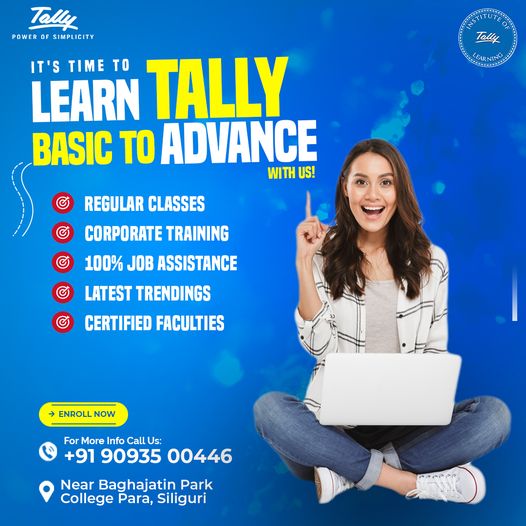 Tally
POWER OF SIMPLICITY
INSTITUTE OF
Tally
LEARNING
IT'S TIME TO
LEARN TALLY
BASIC TO ADVANCE
WITH US!
REGULAR CLASSES
CORPORATE TRAINING
100% JOB ASSISTANCE
LATEST TRENDINGS
CERTIFIED FACULTIES
ENROLL NOW
For More Info Call Us:
+91 90935 00446
Near Baghajatin Park
College Para, Siliguri